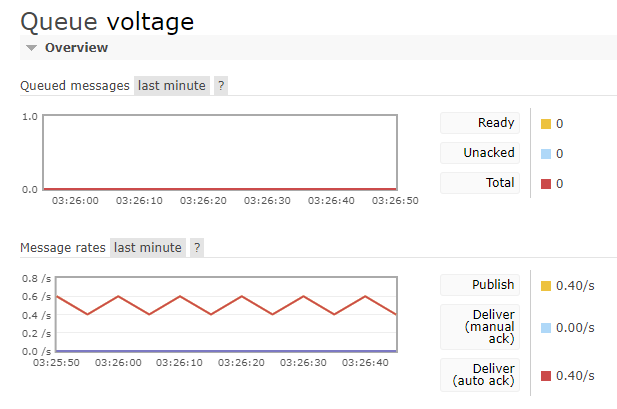 Queue voltage
Overview
Queued messages last minute ?
1.0
0.0
03:26:00 03:26:10 03:26:20 03:26:30 03:26:40 03:26:50
Ready 0
Unacked 0
Total 0
Message rates last minute ?
0.8 /s
0.6 /s
0.4 /s
0.2 /s
0.0 /s
03:25:50 03:26:00 03:26:10 03:26:20 03:26:30 03:26:40
Publish 0.40/s
Deliver
(manual 0.00/s
ack)
Deliver
(auto ack) 0.40/s